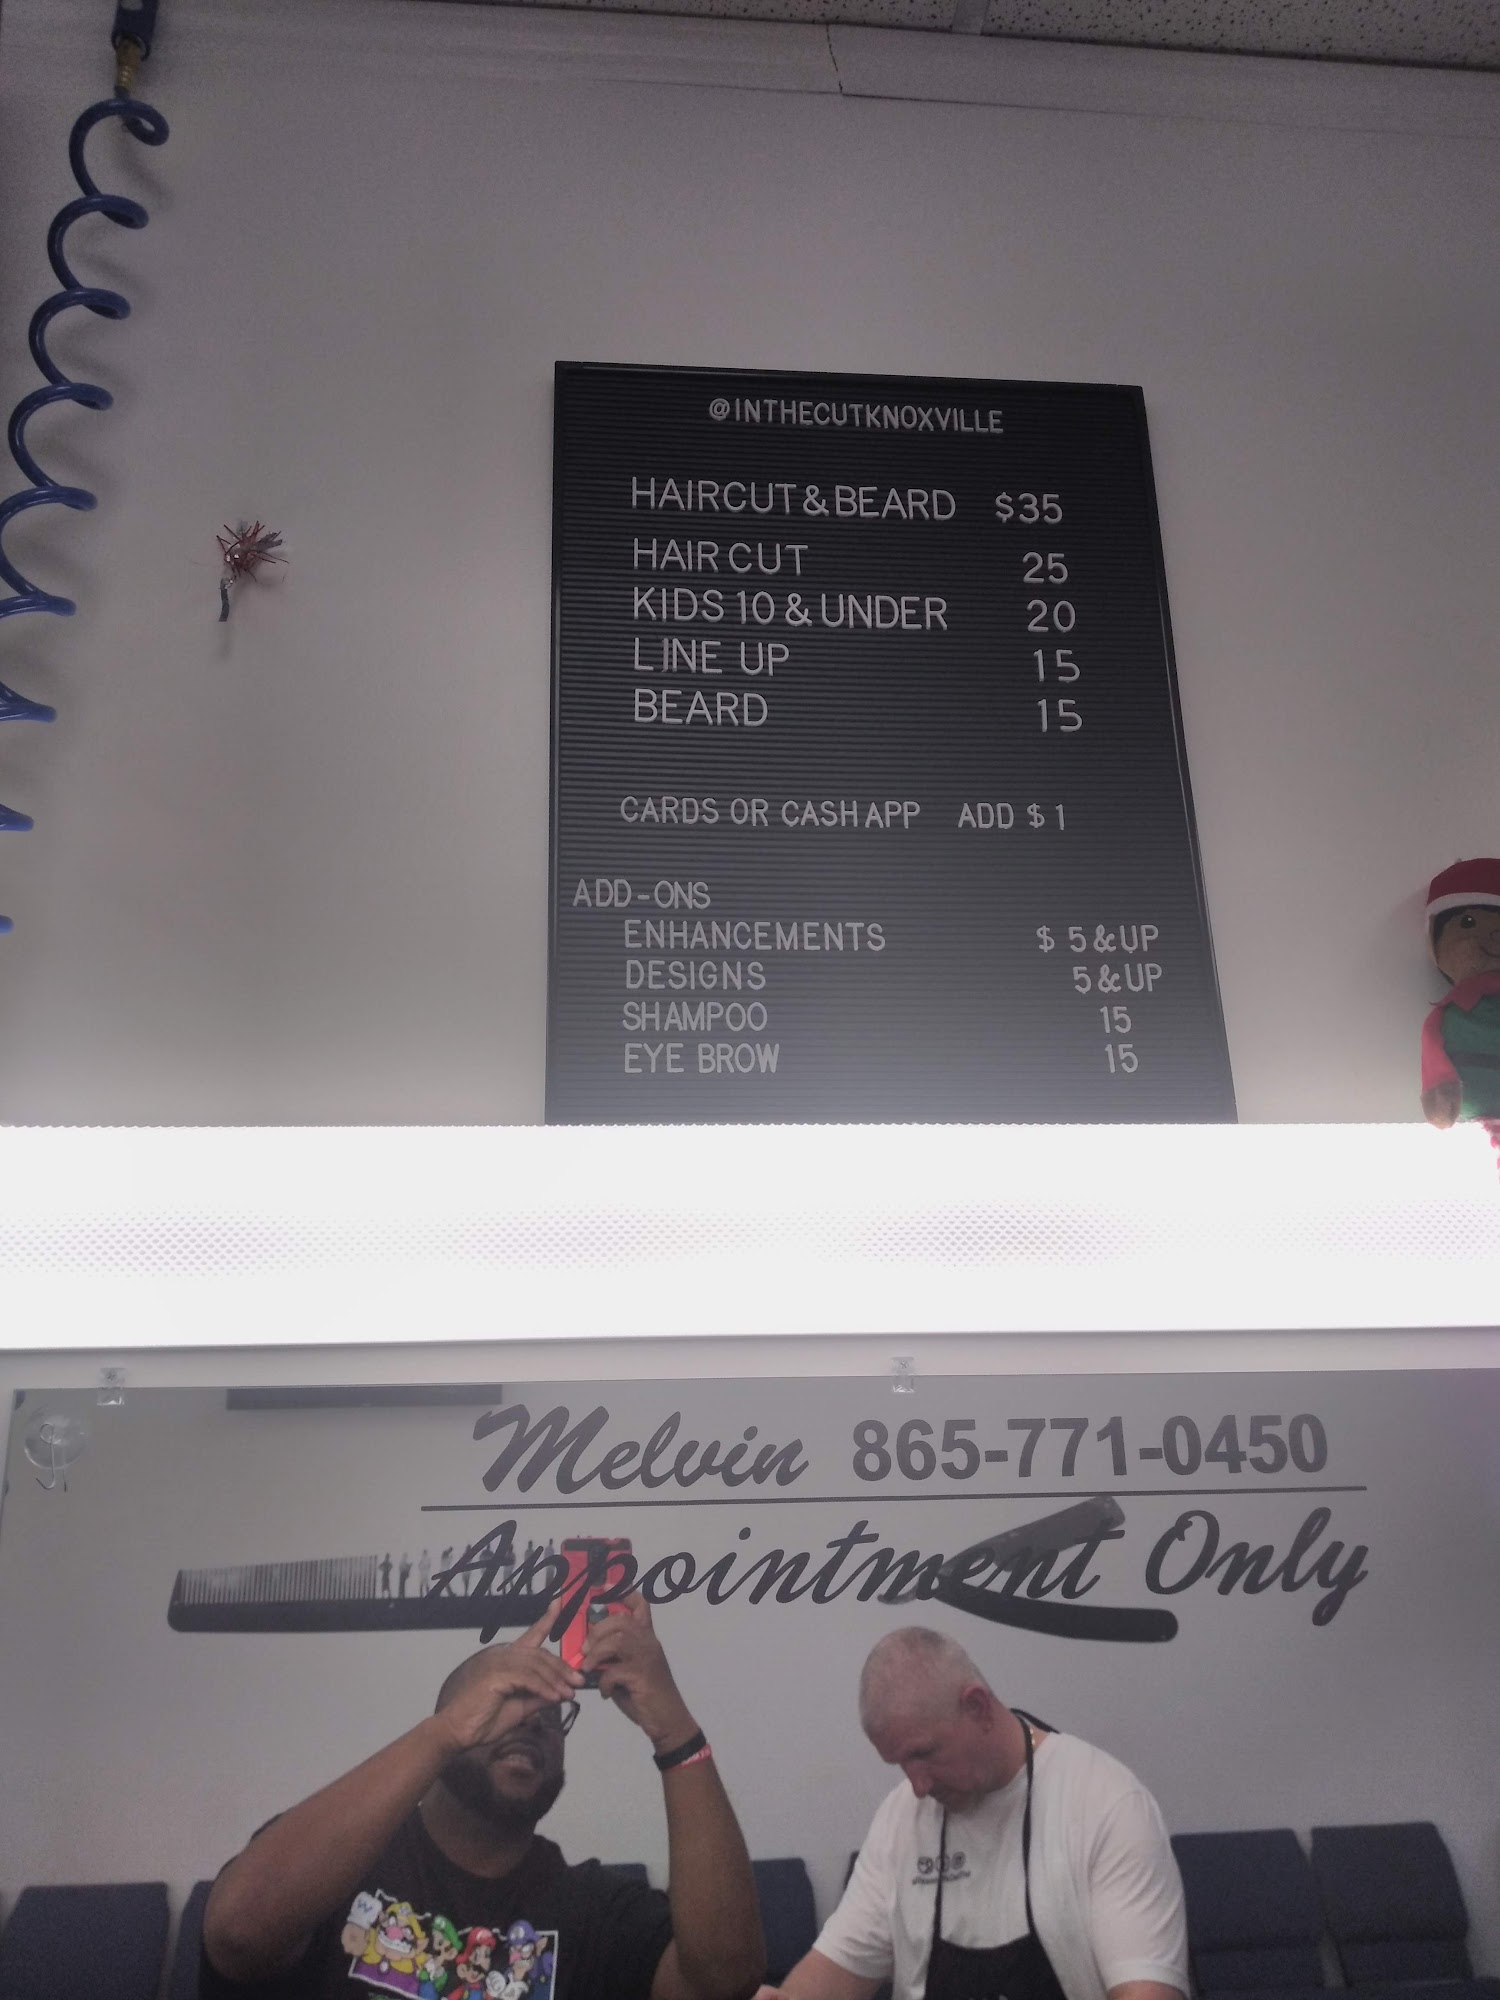 @INTHECUTKNOXVILLE
HAIRCUT & BEARD $35
HAIR CUT 25
KIDS 10 & UNDER 20
LINE UP 15
BEARD 15
CARDS OR CASH APP ADD $1
ADD-ONS
ENHANCEMENTS $5 & UP
DESIGNS 5 & UP
SHAMPOO 15
EYE BROW 15
Melvin 865-771-0450
Appointment Only